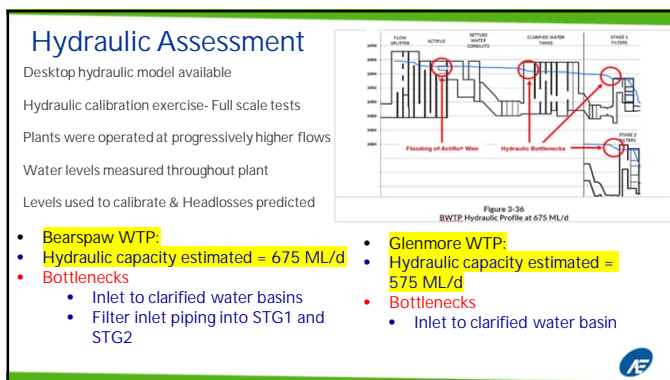 Hydraulic Assessment
Desktop hydraulic model available
Hydraulic calibration exercise- Full scale tests
Plants were operated at progressively higher flows
Water levels measured throughout plant
Levels used to calibrate & Headlosses predicted
FLOW
SPLITTER
ACTIFLO
SETTLED
WATER
CONDUITS
CLARIFIED WATER
TANKS
STAGE 1
FILTERS
Flooding of Actiflo® Weir
Hydraulic Bottlenecks
STAGE 2
FILTERS
Figure 3-36
BWTP Hydraulic Profile at 675 ML/d
• Bearspaw WTP:
• Hydraulic capacity estimated = 675 ML/d
• Bottlenecks
• Inlet to clarified water basins
• Filter inlet piping into STG1 and
STG2
• Glenmore WTP:
• Hydraulic capacity estimated =
575 ML/d
• Bottlenecks
• Inlet to clarified water basin